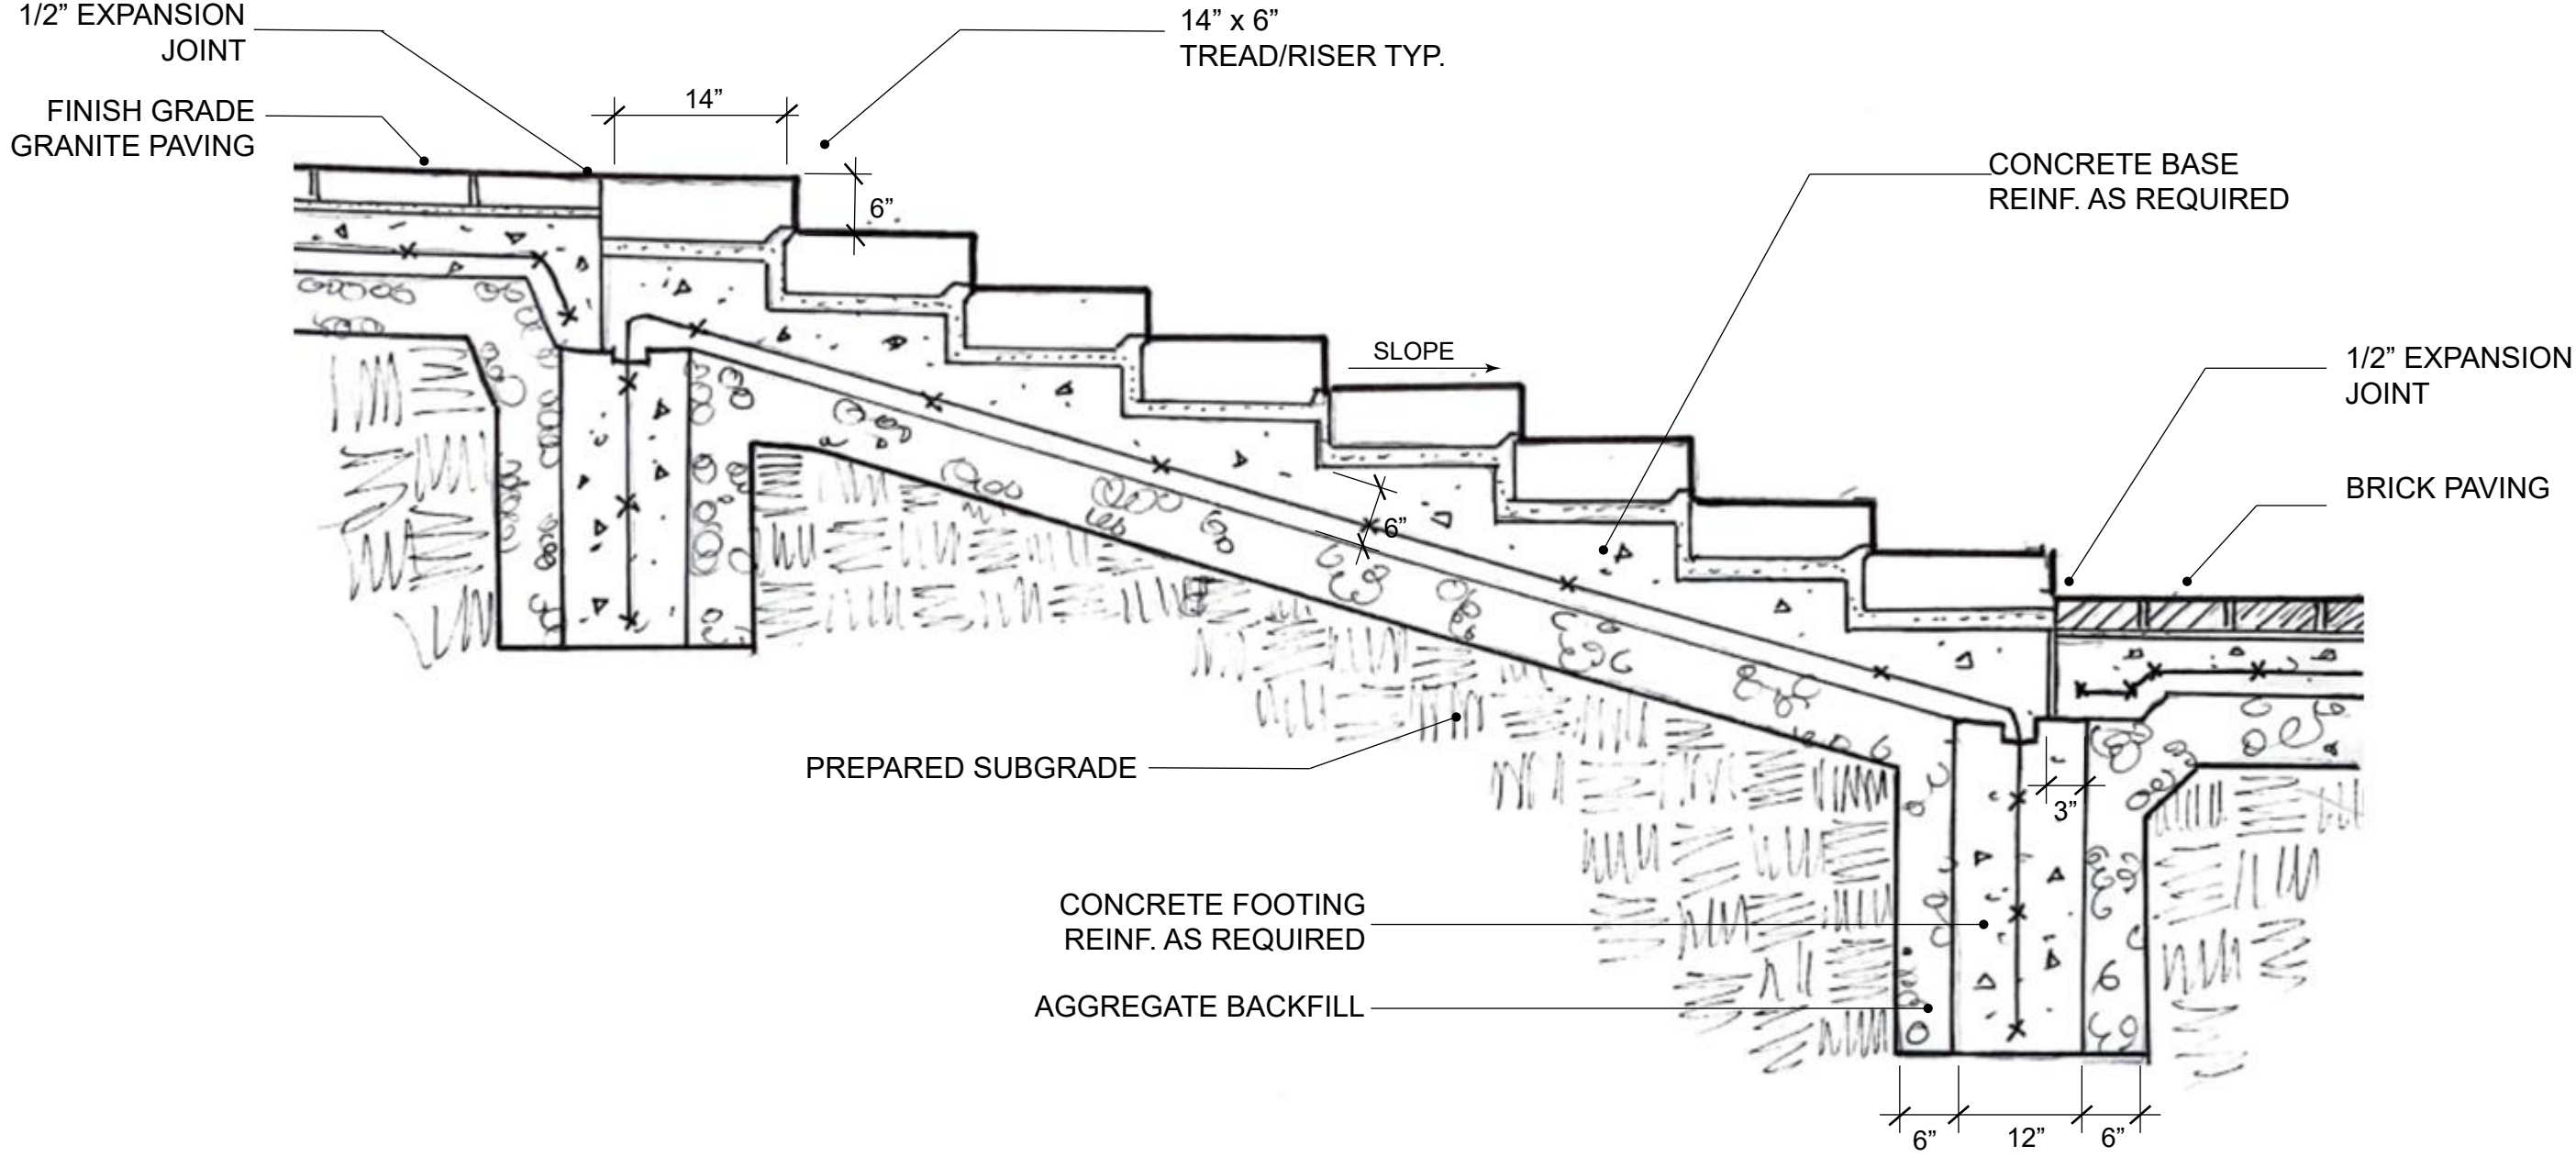 1/2” EXPANSION
JOINT
FINISH GRADE
GRANITE PAVING
14”
14” x 6”
TREAD/RISER TYP.
6”
CONCRETE BASE
REINF. AS REQUIRED
SLOPE
1/2” EXPANSION
JOINT
BRICK PAVING
6”
PREPARED SUBGRADE
3”
CONCRETE FOOTING
REINF. AS REQUIRED
AGGREGATE BACKFILL
6”
12”
6”